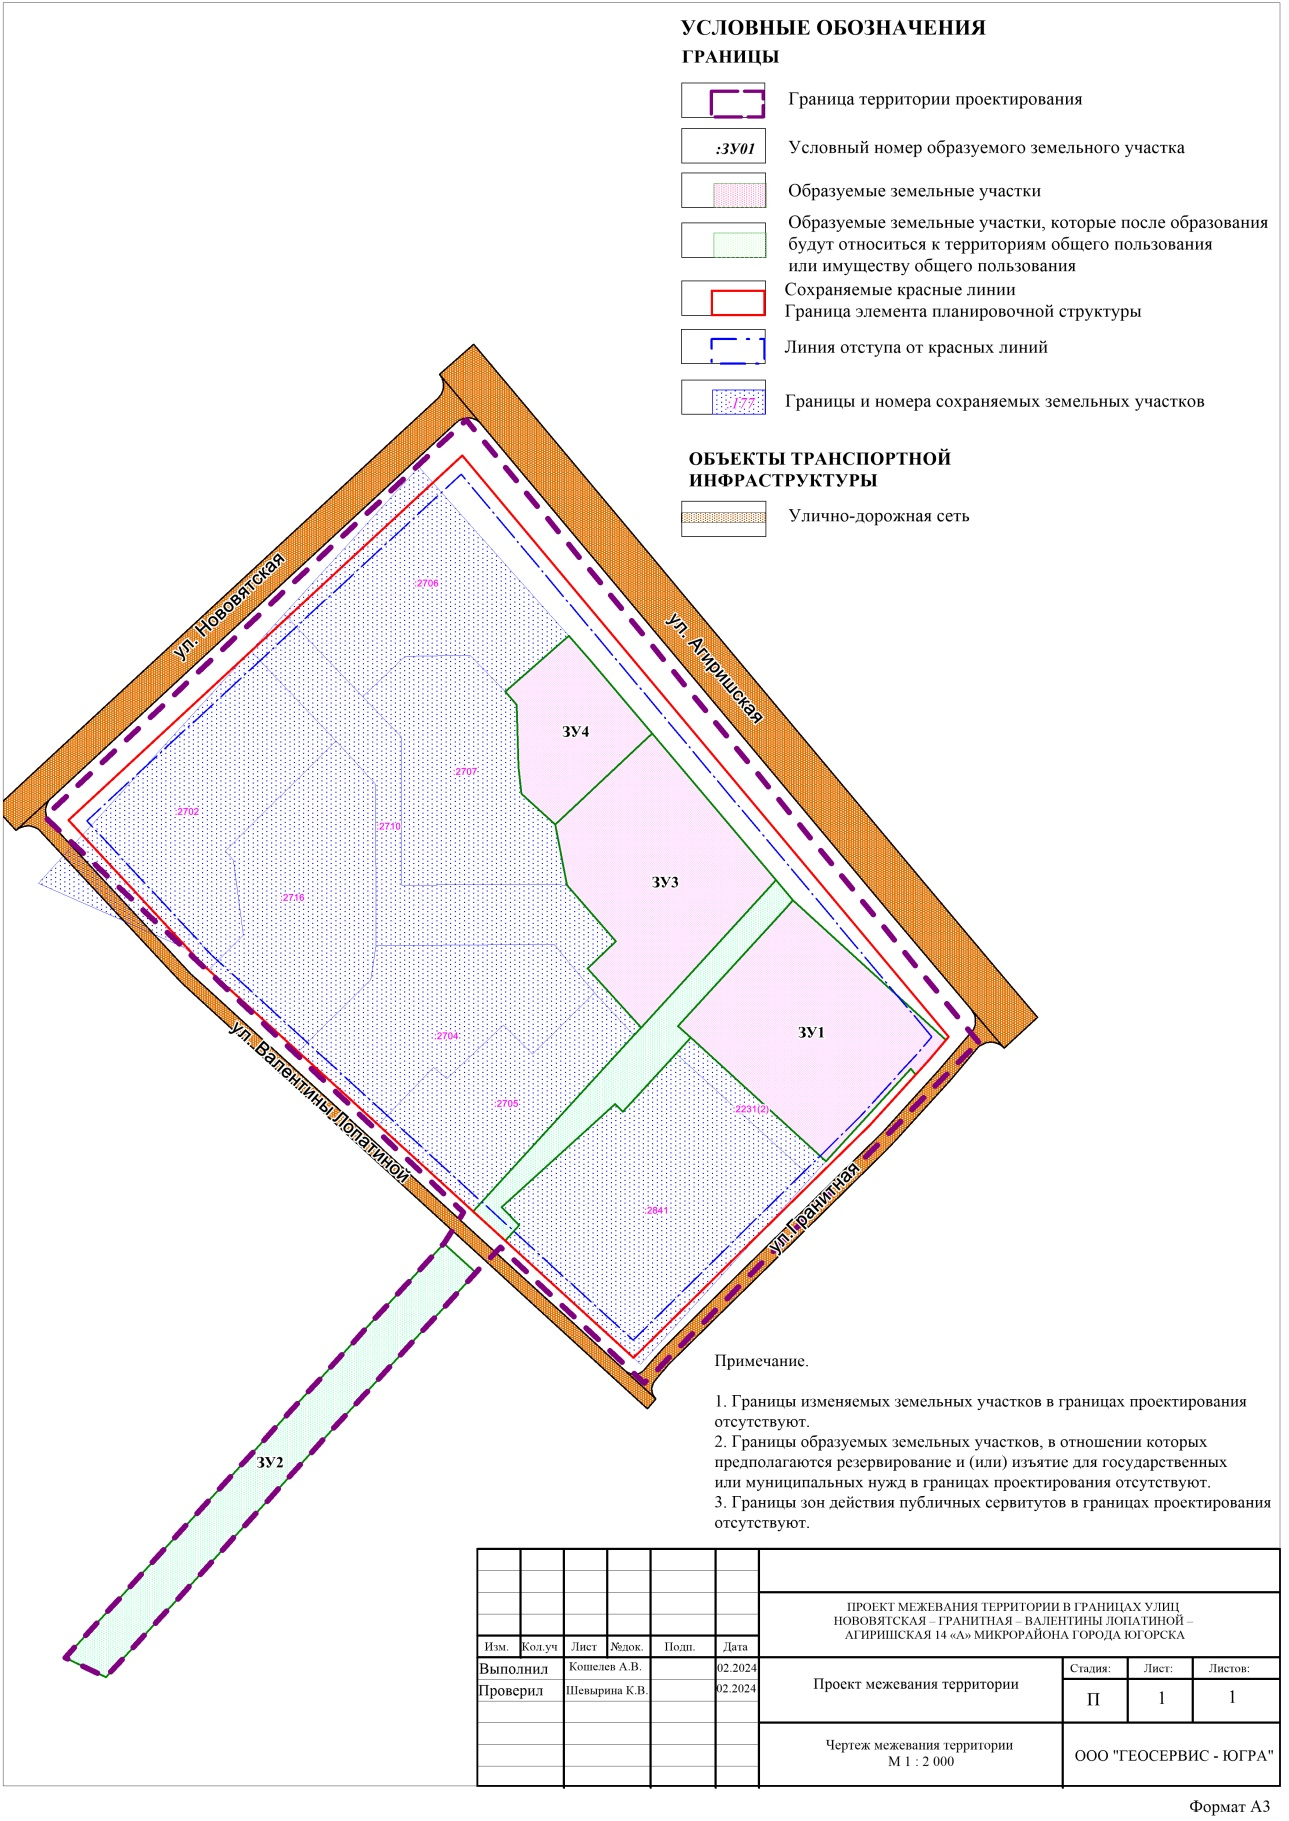 УСЛОВНЫЕ ОБОЗНАЧЕНИЯ
ГРАНИЦЫ
Граница территории проектирования
:ЗУ01
Условный номер образуемого земельного участка
Образуемые земельные участки
Образуемые земельные участки, которые после образования
будут относиться к территориям общего пользования
или имуществу общего пользования
Сохраняемые красные линии
Граница элемента планировочной структуры
Линия отступа от красных линий
:177
Границы и номера сохраняемых земельных участков
ОБЪЕКТЫ ТРАНСПОРТНОЙ
ИНФРАСТРУКТУРЫ
Улично-дорожная сеть
ул. Нововятская
ул. Агиришская
:2706
ЗУ4
:2707
:2702
:2710
ЗУ3
:2716
ЗУ1
:2704
ул. Валентины Лопатиной
:2705
:2231(2)
:2841
ул.Гранитная
ЗУ2
Примечание.
1. Границы изменяемых земельных участков в границах проектирования
отсутствуют.
2. Границы образуемых земельных участков, в отношении которых
предполагаются резервирование и (или) изъятие для государственных
или муниципальных нужд в границах проектирования отсутствуют.
3. Границы зон действия публичных сервитутов в границах проектирования
отсутствуют.
ПРОЕКТ МЕЖЕВАНИЯ ТЕРРИТОРИИ В ГРАНИЦАХ УЛИЦ
НОВОВЯТСКАЯ – ГРАНИТНАЯ – ВАЛЕНТИНЫ ЛОПАТИНОЙ –
АГИРИШСКАЯ 14 «А» МИКРОРАЙОНА ГОРОДА ЮГОРСКА
Изм. Кол.уч Лист №док. Подп. Дата
Выполнил Кошелев А.В. 02.2024
Проверил Шевырина К.В. 02.2024
Проект межевания территории
Стадия: Лист: Листов:
П 1 1
Чертеж межевания территории
М 1 : 2 000
ООО "ГЕОСЕРВИС - ЮГРА"
Формат А3